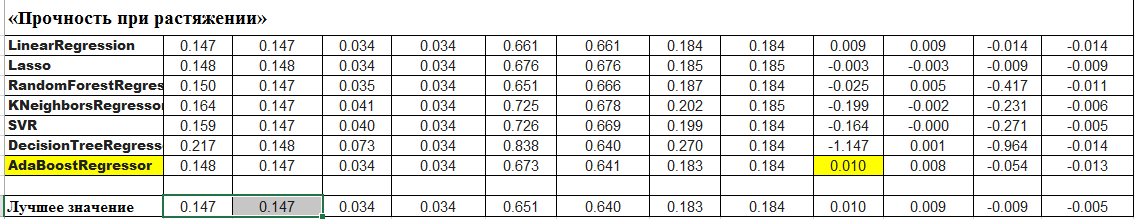 «Прочность при растяжении»
LinearRegression 0.147 0.147 0.034 0.034 0.661 0.661 0.184 0.184 0.009 0.009 -0.014 -0.014
Lasso 0.148 0.148 0.034 0.034 0.676 0.676 0.185 0.185 -0.003 -0.003 -0.009 -0.009
RandomForestRegres 0.150 0.147 0.035 0.034 0.651 0.666 0.187 0.184 -0.025 0.005 -0.417 -0.011
KNeighborsRegresso 0.164 0.147 0.041 0.034 0.725 0.678 0.202 0.185 -0.199 -0.002 -0.231 -0.006
SVR 0.159 0.147 0.040 0.034 0.726 0.669 0.199 0.184 -0.164 -0.000 -0.271 -0.005
DecisionTreeRegress 0.217 0.148 0.073 0.034 0.838 0.640 0.270 0.184 -1.147 0.001 -0.964 -0.014
AdaBoostRegressor 0.148 0.147 0.034 0.034 0.673 0.641 0.183 0.184 0.010 0.008 -0.054 -0.013
Лучшее значение 0.147 0.147 0.034 0.034 0.651 0.640 0.183 0.184 0.010 0.009 -0.009 -0.005